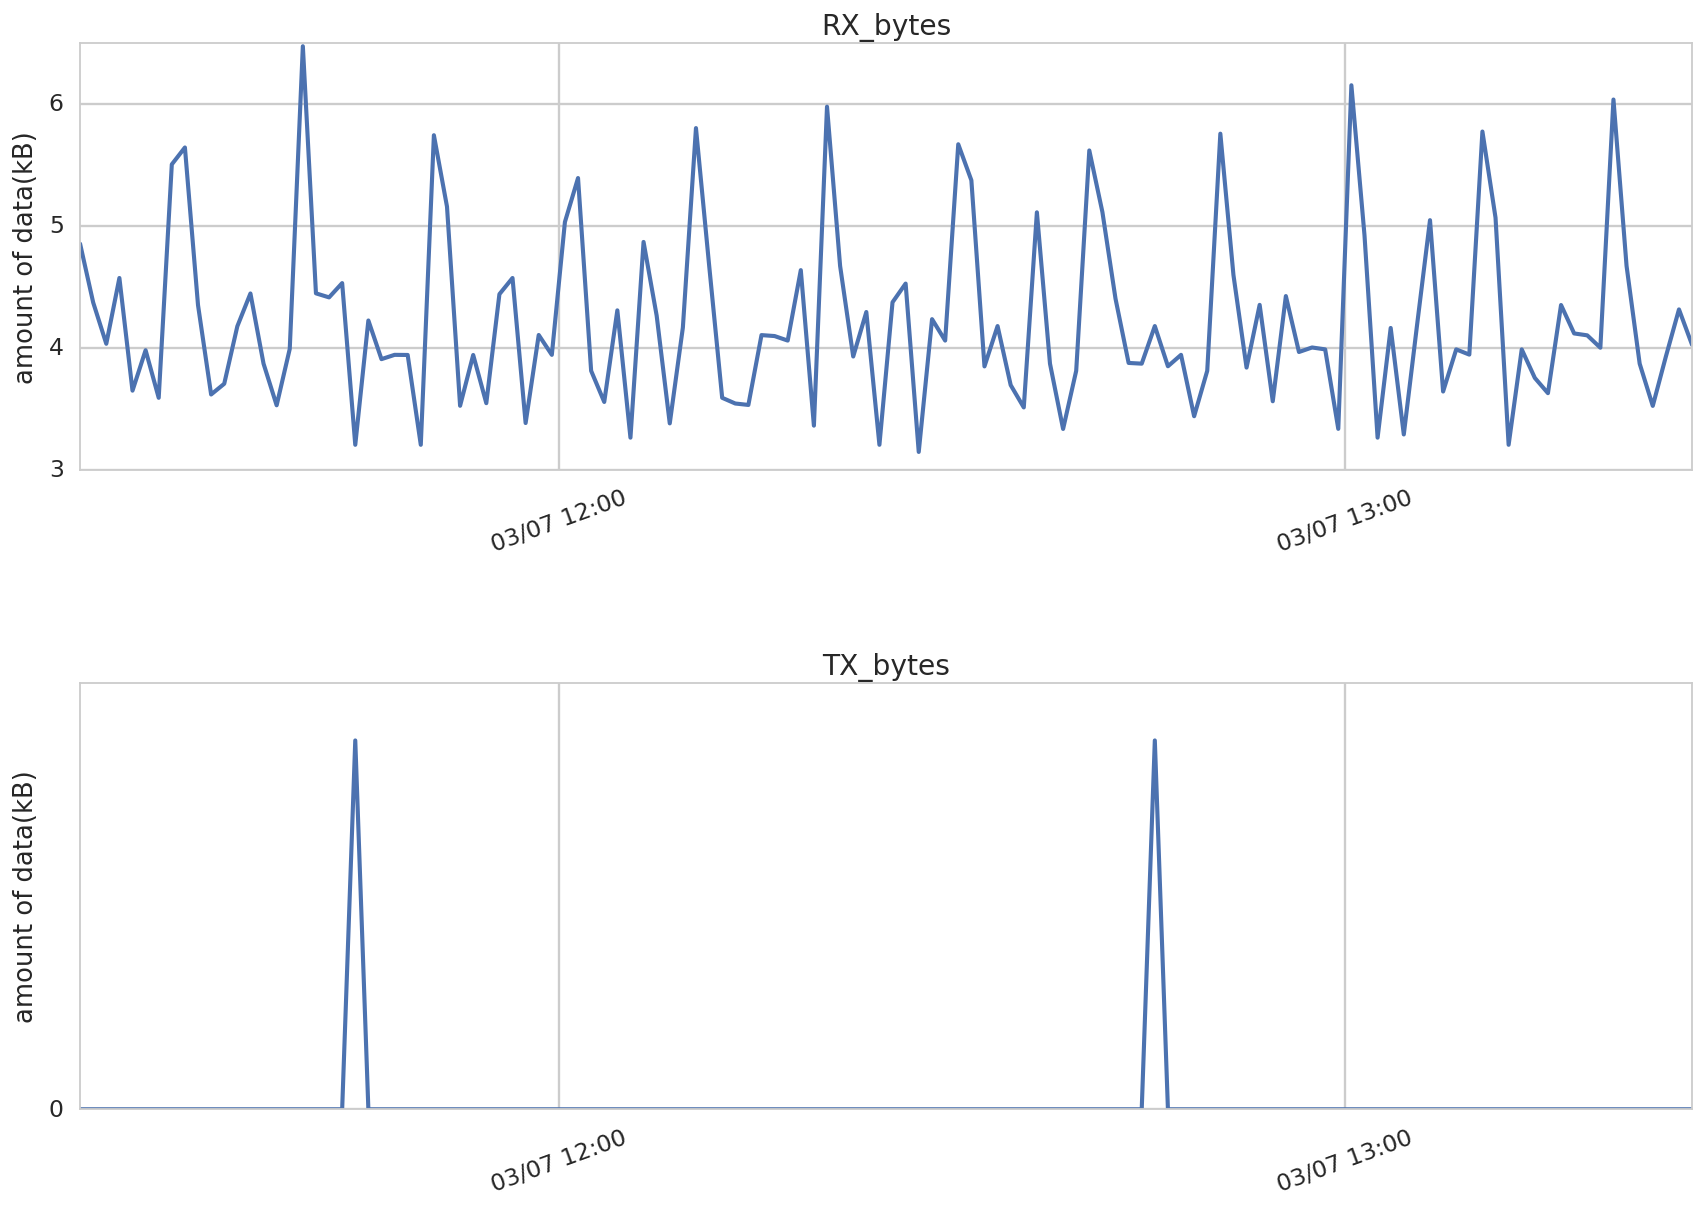 RX_bytes
amount of data(kB)
6
5
4
3
03/07 12:00
03/07 13:00
TX_bytes
amount of data(kB)
0
03/07 12:00
03/07 13:00